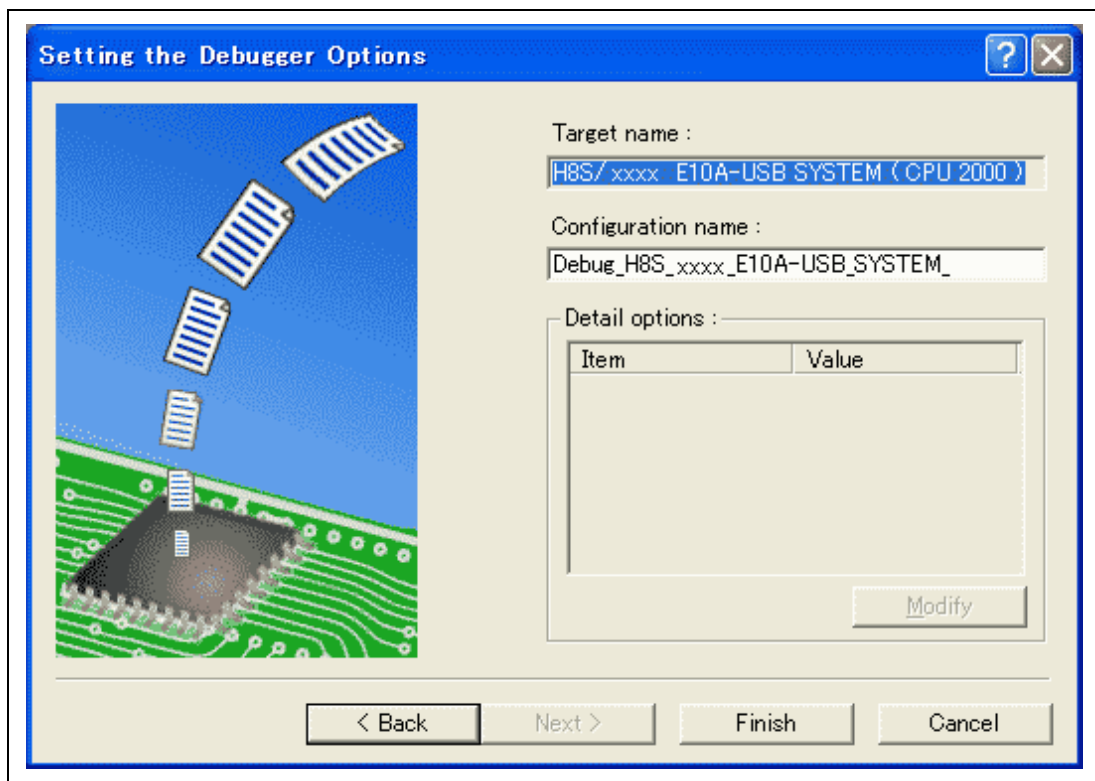 Setting the Debugger Options
Target name :
H8S/ xxxx E10A-USB SYSTEM ( CPU 2000 )
Configuration name :
Debug_H8S_xxxx_E10A-USB_SYSTEM_
Detail options :
Item Value
Modify
< Back Next > Finish Cancel